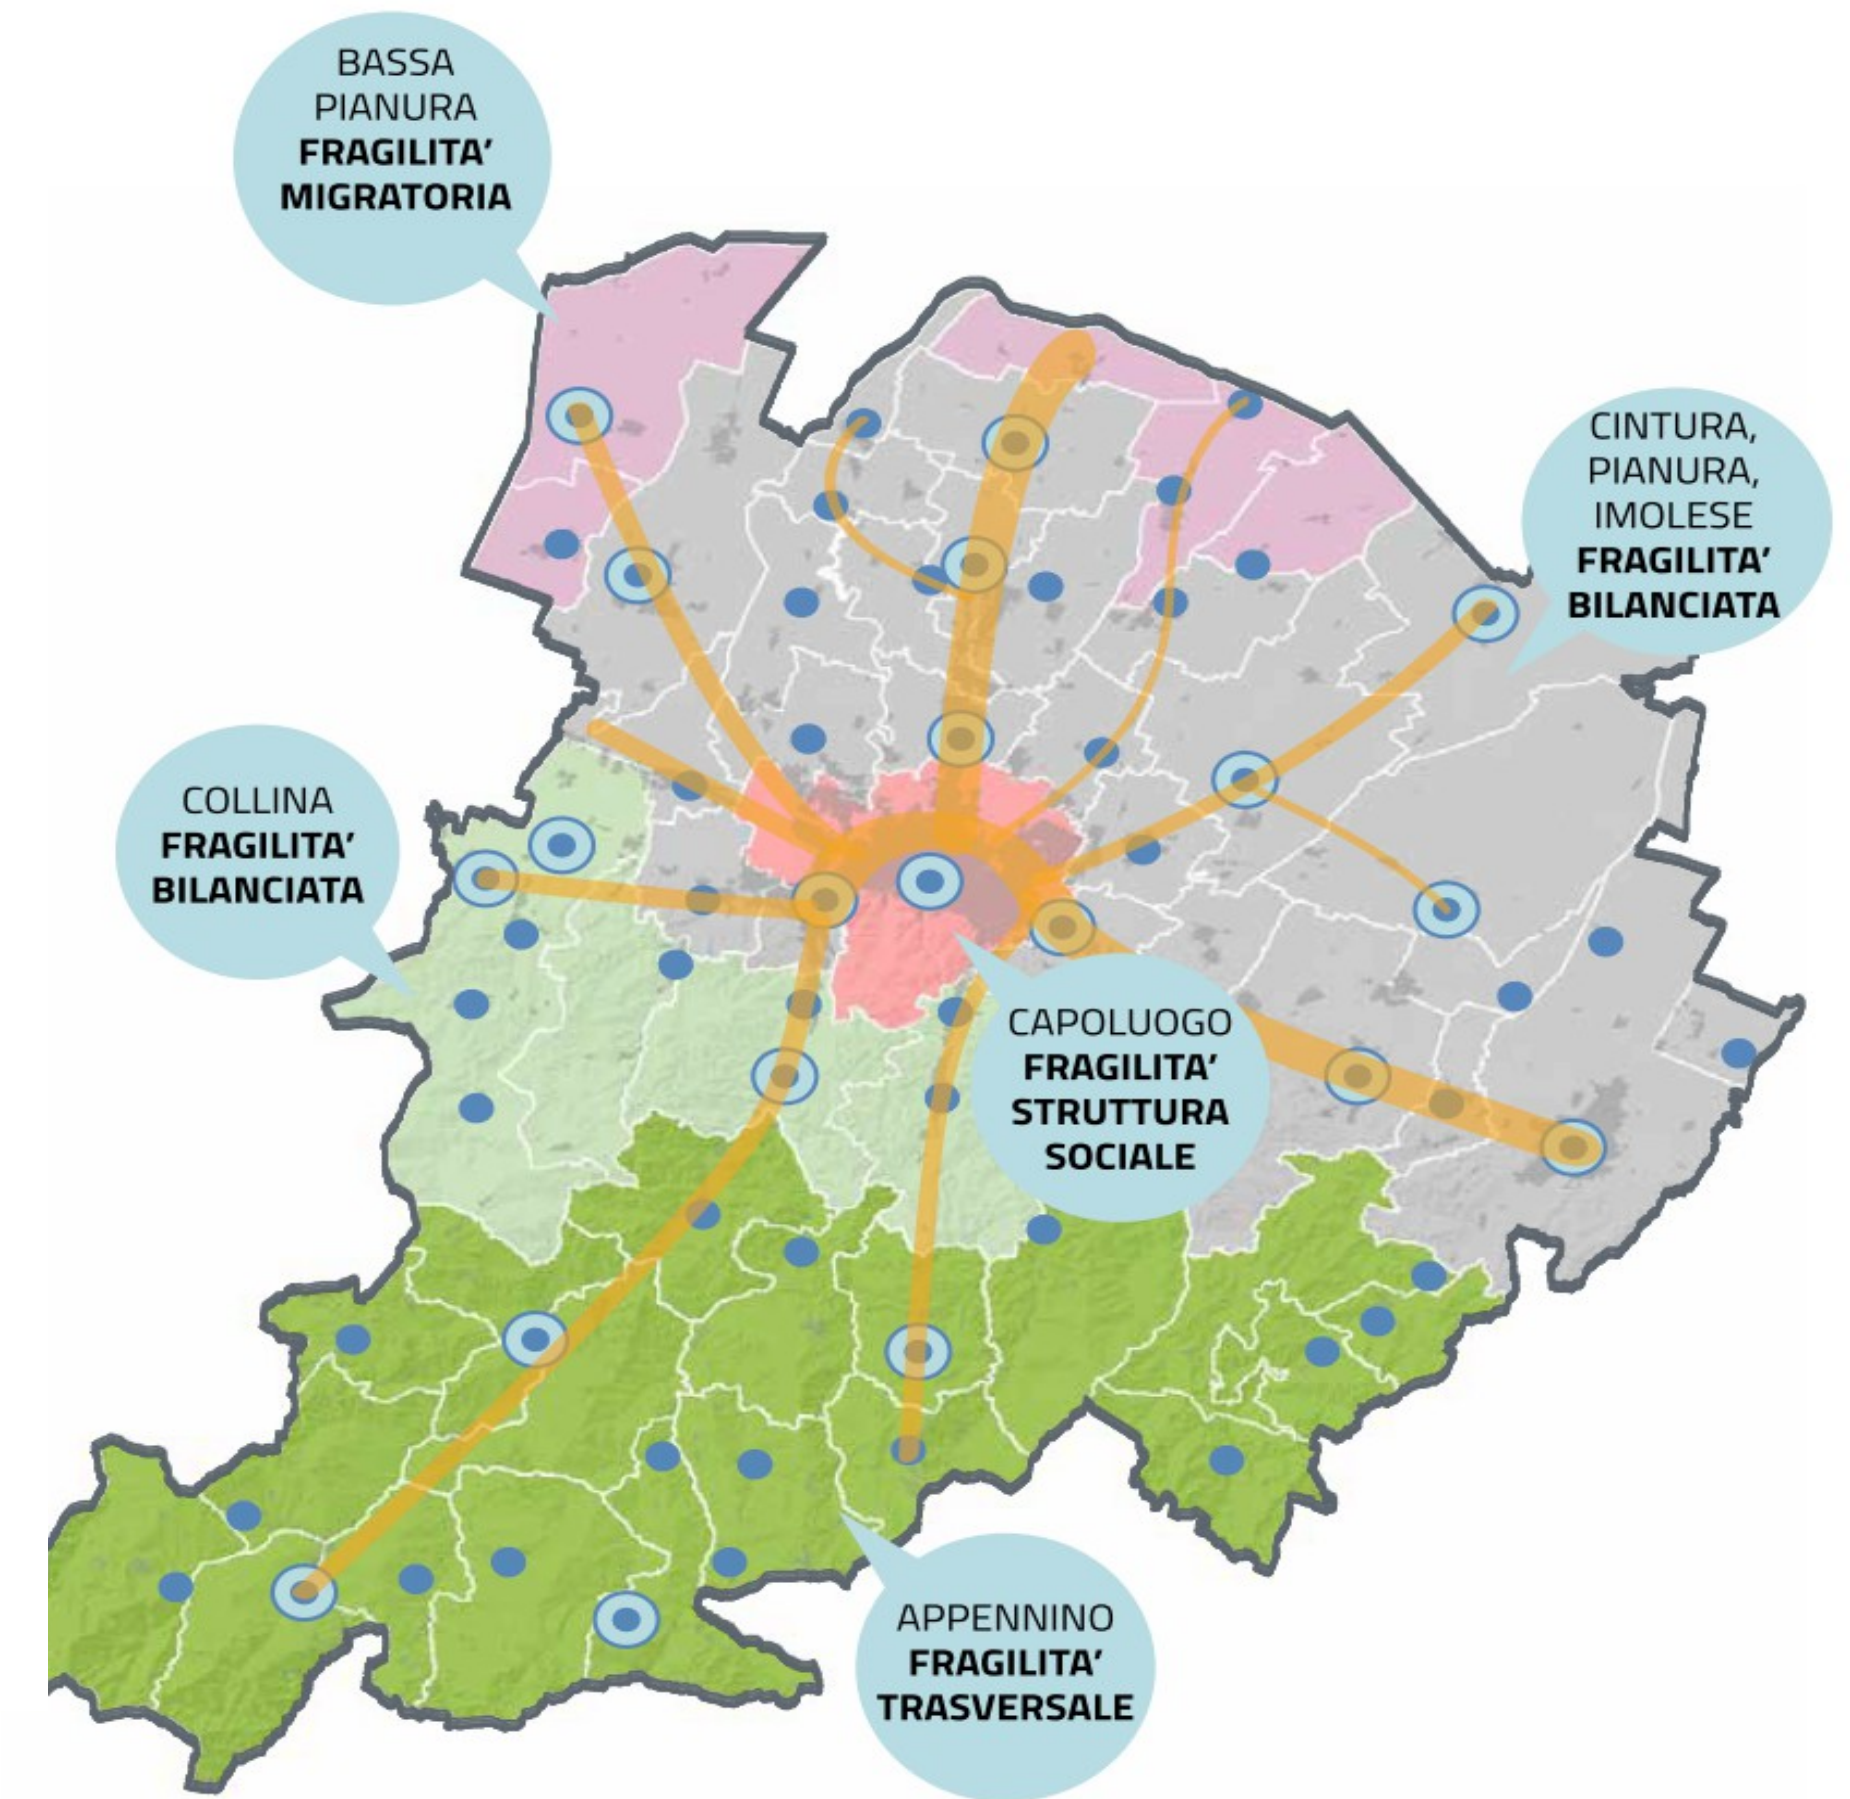 BASSA
PIANURA
FRAGILITA’
MIGRATORIA
CINTURA,
PIANURA,
IMOLESE
FRAGILITA’
BILANCIATA
COLLINA
FRAGILITA’
BILANCIATA
CAPOLUOGO
FRAGILITA’
STRUTTURA
SOCIALE
APPENNINO
FRAGILITA’
TRASVERSALE